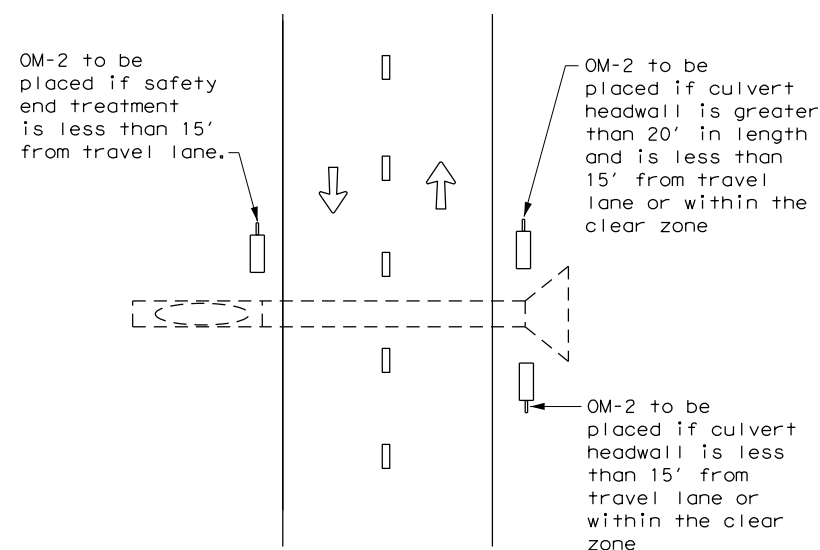 OM-2 to be
placed if safety
end treatment
is less than 15'
from travel lane.
OM-2 to be
placed if culvert
headwall is greater
than 20' in length
and is less than
15' from travel
lane or within the
clear zone
OM-2 to be
placed if culvert
headwall is less
than 15' from
travel lane or
within the clear
zone